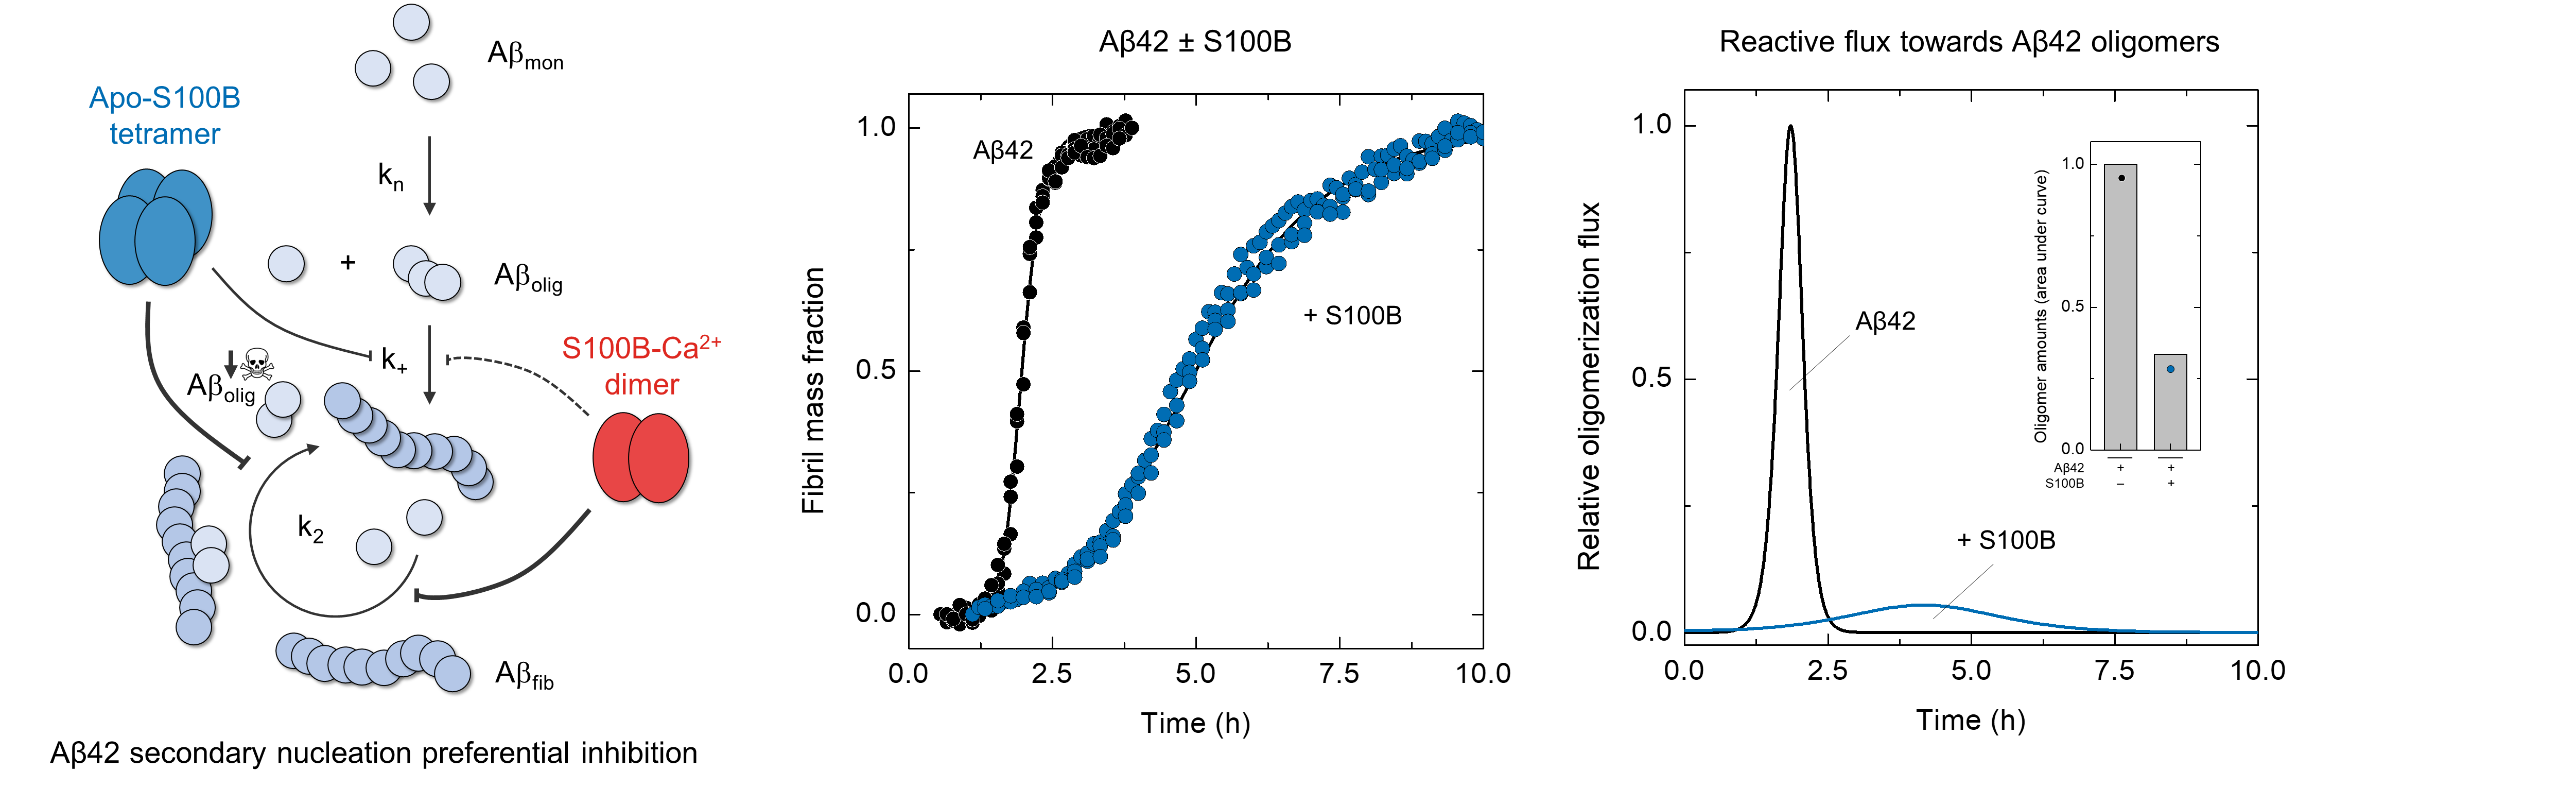 Aβmon
Apo-S100B
tetramer
kn
+
Aβolig
k+
S100B-Ca2+
dimer
Aβolig
k2
Aβfib
Aβ42 secondary nucleation preferential inhibition
Aβ42 ± S100B
Fibril mass fraction
1.0
0.5
0.0
Aβ42
+ S100B
0.0 2.5 5.0 7.5 10.0
Time (h)
Reactive flux towards Aβ42 oligomers
Relative oligomerization flux
1.0
0.5
0.0
Aβ42
+ S100B
0.0 2.5 5.0 7.5 10.0
Time (h)
Oligomer amounts (area under curve)
1.0
0.5
0.0
Aβ42 + +
S100B – +